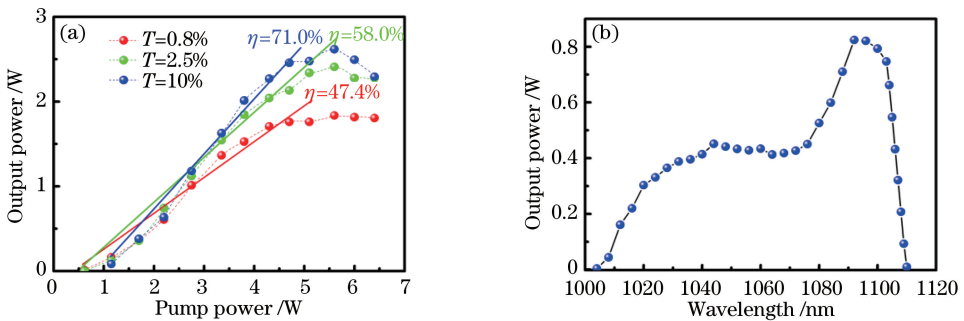 (a)
T=0.8%
T=2.5%
T=10%
η=71.0%
η=58.0%
η=47.4%
Output power /W
3
2
1
0
0 1 2 3 4 5 6 7
Pump power /W
(b)
Output power /W
0.8
0.6
0.4
0.2
0
1000 1020 1040 1060 1080 1100 1120
Wavelength /nm